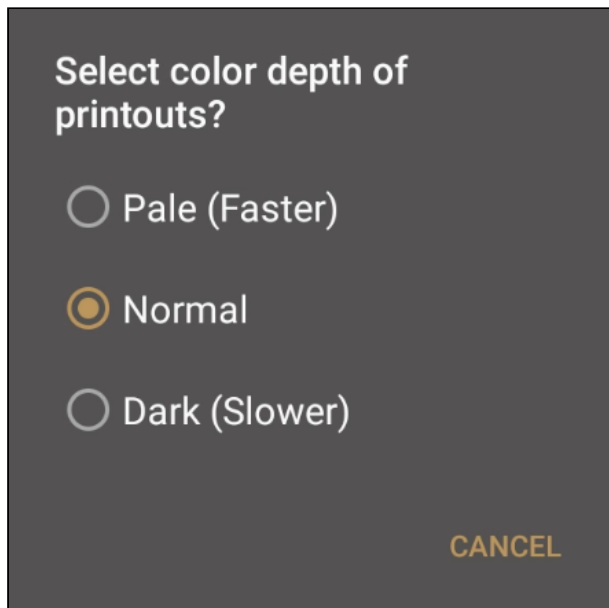 Select color depth of
printouts?
Pale (Faster)
Normal
Dark (Slower)
CANCEL